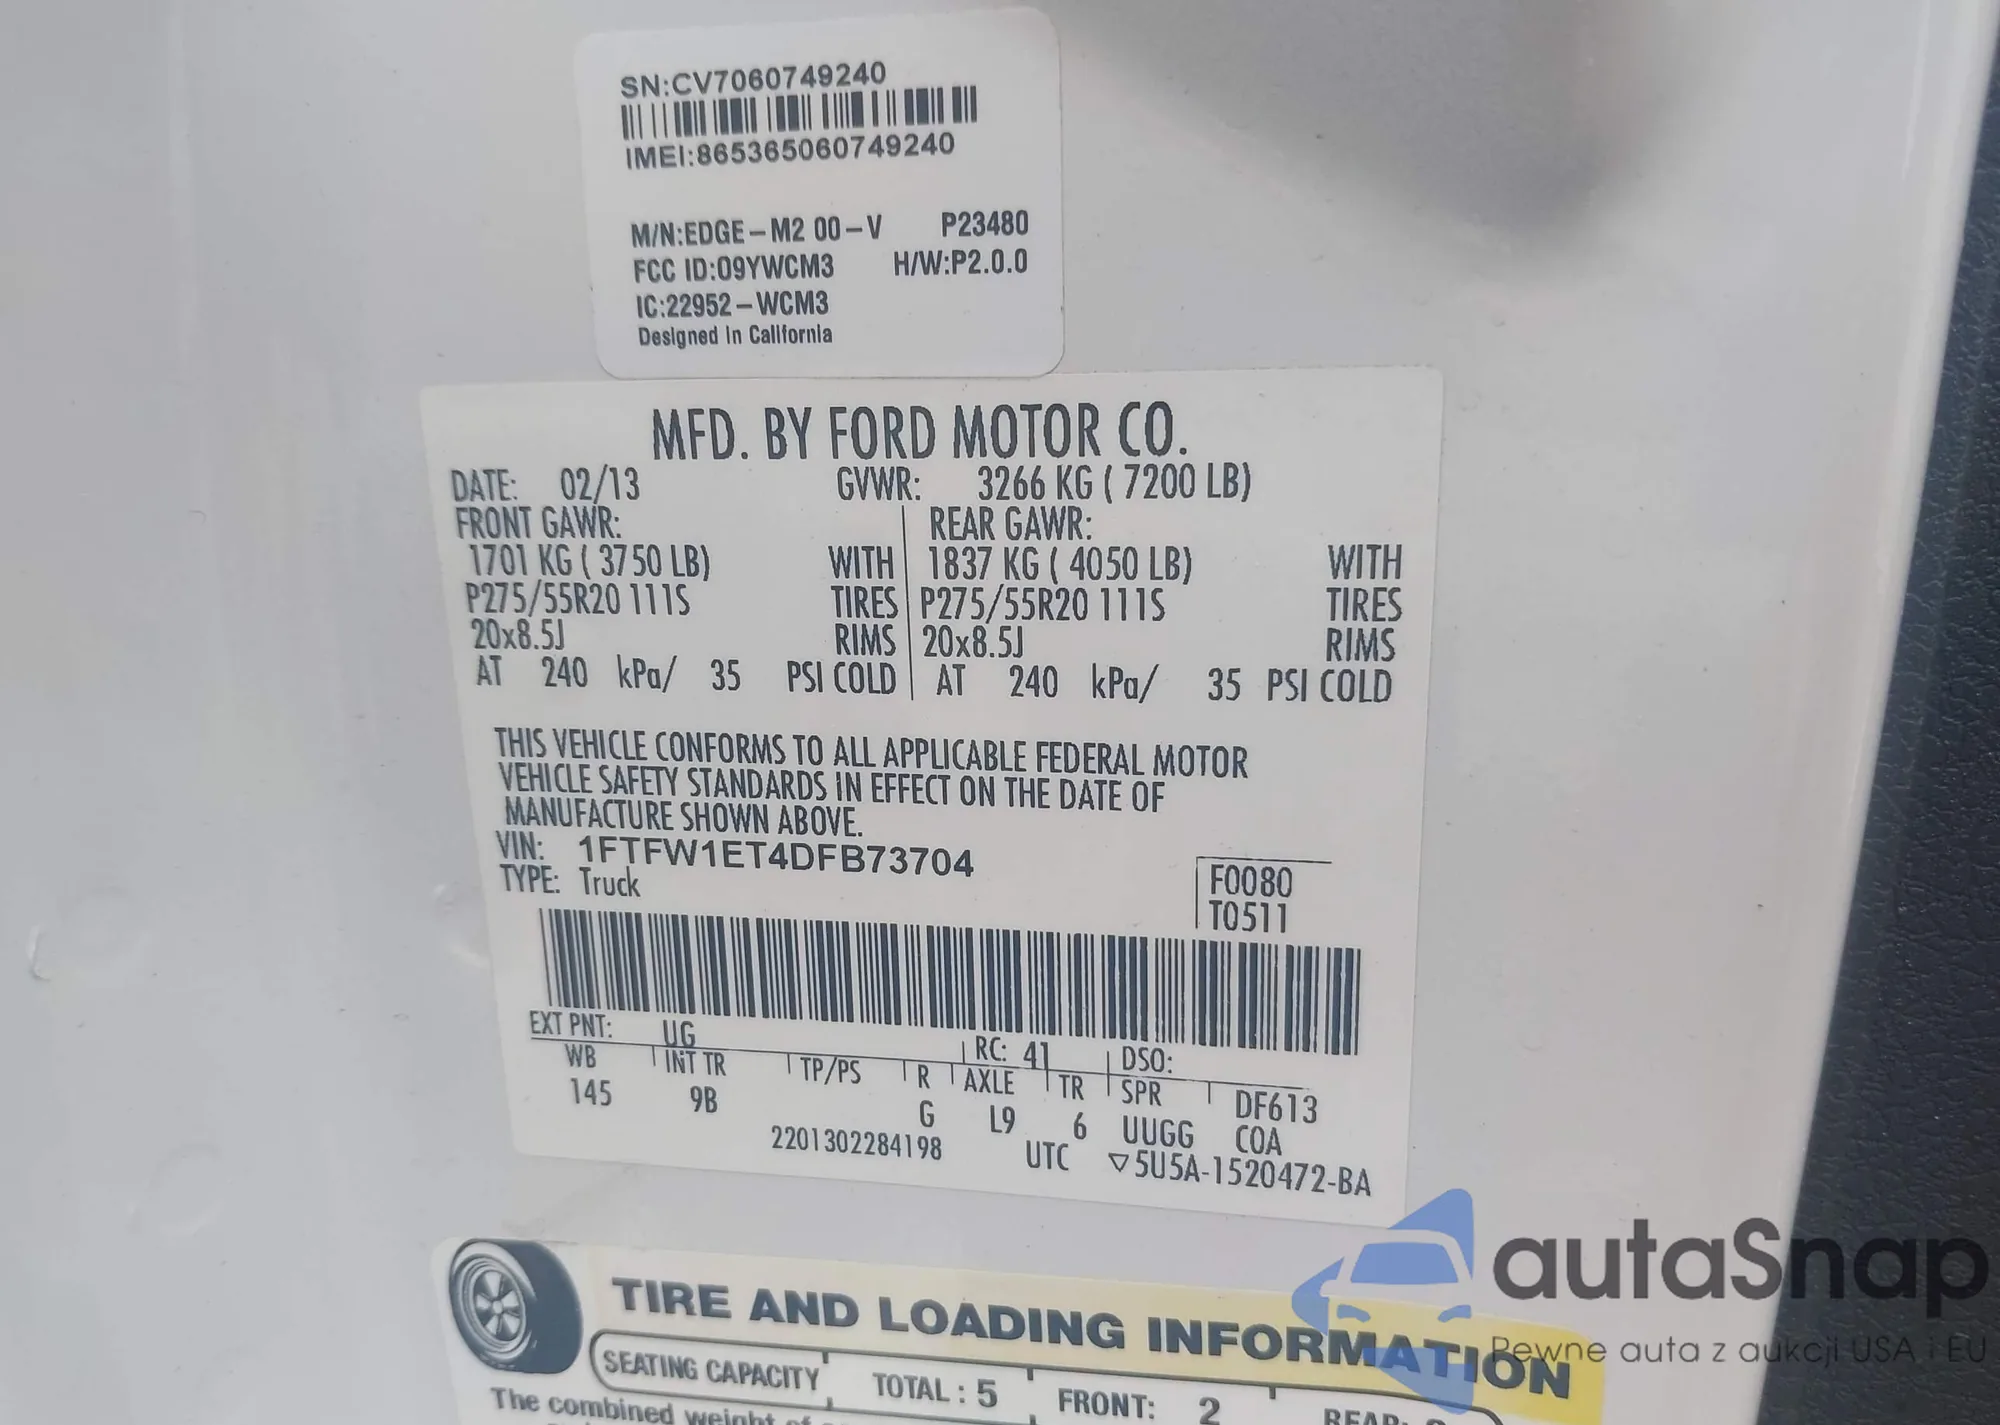 SN:CV7060749240
IMEI:865365060749240
M/N:EDGE-M2 00-V P23480
FCC ID:O9YWCM3 H/W:P2.0.0
IC:22952-WCM3
Designed In California
MFD. BY FORD MOTOR CO.
DATE: 02/13 GVWR: 3266 KG ( 7200 LB)
FRONT GAWR: REAR GAWR:
1701 KG ( 3750 LB) WITH 1837 KG ( 4050 LB) WITH
P275/55R20 111S TIRES P275/55R20 111S TIRES
20x8.5J RIMS 20x8.5J RIMS
AT 240 kPa/ 35 PSI COLD AT 240 kPa/ 35 PSI COLD
THIS VEHICLE CONFORMS TO ALL APPLICABLE FEDERAL MOTOR
VEHICLE SAFETY STANDARDS IN EFFECT ON THE DATE OF
MANUFACTURE SHOWN ABOVE.
VIN: 1FTFW1ET4DFB73704
TYPE: Truck
F0080
T0511
EXT PNT: UG RC: 41 DSO:
WB INT TR TP/PS R AXLE TR SPR DF613
145 9B G L9 6 UUGG COA
2201302284198 UTC ▽5U5A-1520472-BA
TIRE AND LOADING INFORMATION
SEATING CAPACITY TOTAL : 5 FRONT: 2 REAR:
The combined weight of
autaSnap
Pewne auta z aukcji USA i EU